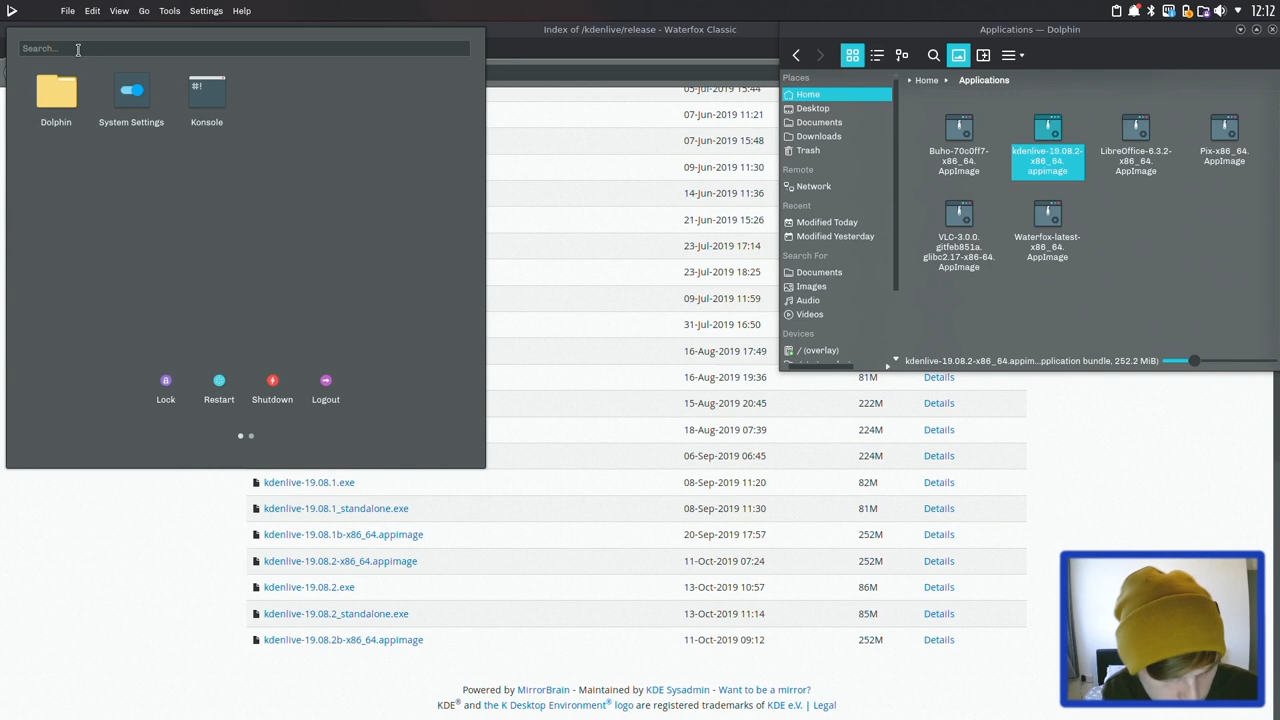 File Edit View Go Tools Settings Help 12:12
Index of /kdenlive/release - Waterfox Classic
Applications — Dolphin
Search...
Dolphin System Settings Konsole
#!
Lock Restart Shutdown Logout
Places
Home
Desktop
Documents
Downloads
Trash
Remote
Network
Recent
Modified Today
Modified Yesterday
Search For
Documents
Images
Audio
Videos
Devices
/ (overlay)
Home Applications
Buho-70c0ff7-
x86_64.
AppImage
kdenlive-19.08.2-
x86_64.
appimage
LibreOffice-6.3.2-
x86_64.
AppImage
Pix-x86_64.
AppImage
VLC-3.0.0.
gitfeb851a.
glibc2.17-x86-64.
AppImage
Waterfox-latest-
x86_64.
AppImage
kdenlive-19.08.2-x86_64.appim...pplication bundle, 252.2 MiB)
05-Jul-2019 15:44
07-Jun-2019 11:21
07-Jun-2019 15:48
09-Jun-2019 11:30
14-Jun-2019 11:36
21-Jun-2019 15:26
23-Jul-2019 17:14
23-Jul-2019 18:25
09-Jul-2019 11:59
31-Jul-2019 16:50
16-Aug-2019 17:49
16-Aug-2019 19:36 81M Details
15-Aug-2019 20:45 222M Details
18-Aug-2019 07:39 224M Details
06-Sep-2019 06:45 224M Details
kdenlive-19.08.1.exe 08-Sep-2019 11:20 82M Details
kdenlive-19.08.1_standalone.exe 08-Sep-2019 11:30 81M Details
kdenlive-19.08.1b-x86_64.appimage 20-Sep-2019 17:57 252M Details
kdenlive-19.08.2-x86_64.appimage 11-Oct-2019 07:24 252M Details
kdenlive-19.08.2.exe 13-Oct-2019 10:57 86M Details
kdenlive-19.08.2_standalone.exe 13-Oct-2019 11:14 85M Details
kdenlive-19.08.2b-x86_64.appimage 11-Oct-2019 09:12 252M Details
Powered by MirrorBrain - Maintained by KDE Sysadmin - Want to be a mirror?
KDE® and the K Desktop Environment® logo are registered trademarks of KDE e.V. | Legal